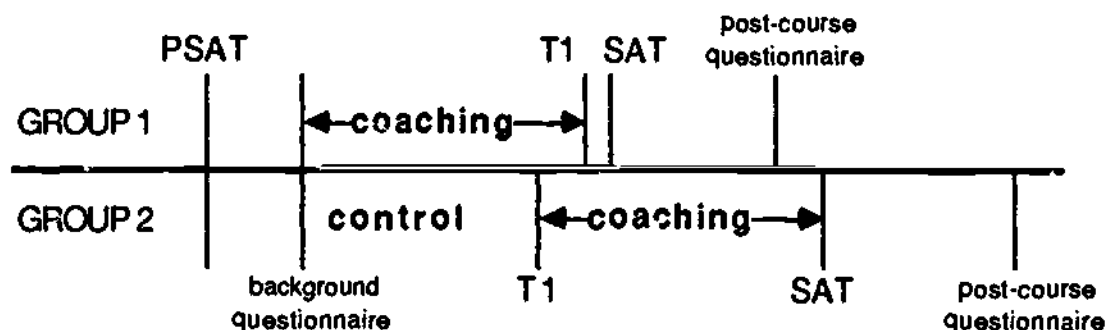 post-course
PSAT T1 SAT questionnaire
GROUP 1 coaching
GROUP 2 control coaching
background T1 SAT post-course
questionnaire questionnaire